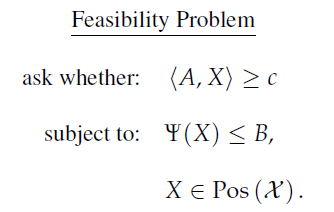 Feasibility Problem
ask whether: ⟨A, X⟩ ≥ c
subject to: Ψ(X) ≤ B,
X ∈ Pos (𝒳).